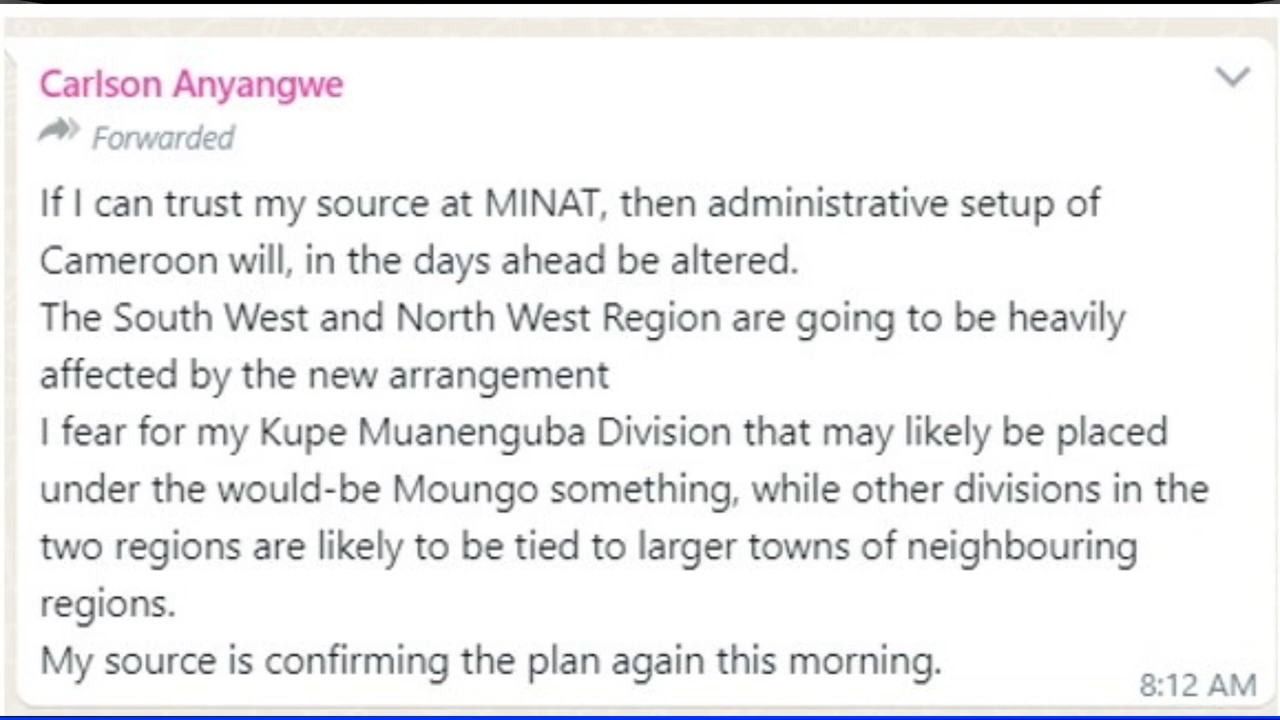 Carlson Anyangwe
Forwarded
If I can trust my source at MINAT, then administrative setup of
Cameroon will, in the days ahead be altered.
The South West and North West Region are going to be heavily
affected by the new arrangement
I fear for my Kupe Muanenguba Division that may likely be placed
under the would-be Moungo something, while other divisions in the
two regions are likely to be tied to larger towns of neighbouring
regions.
My source is confirming the plan again this morning.
8:12 AM